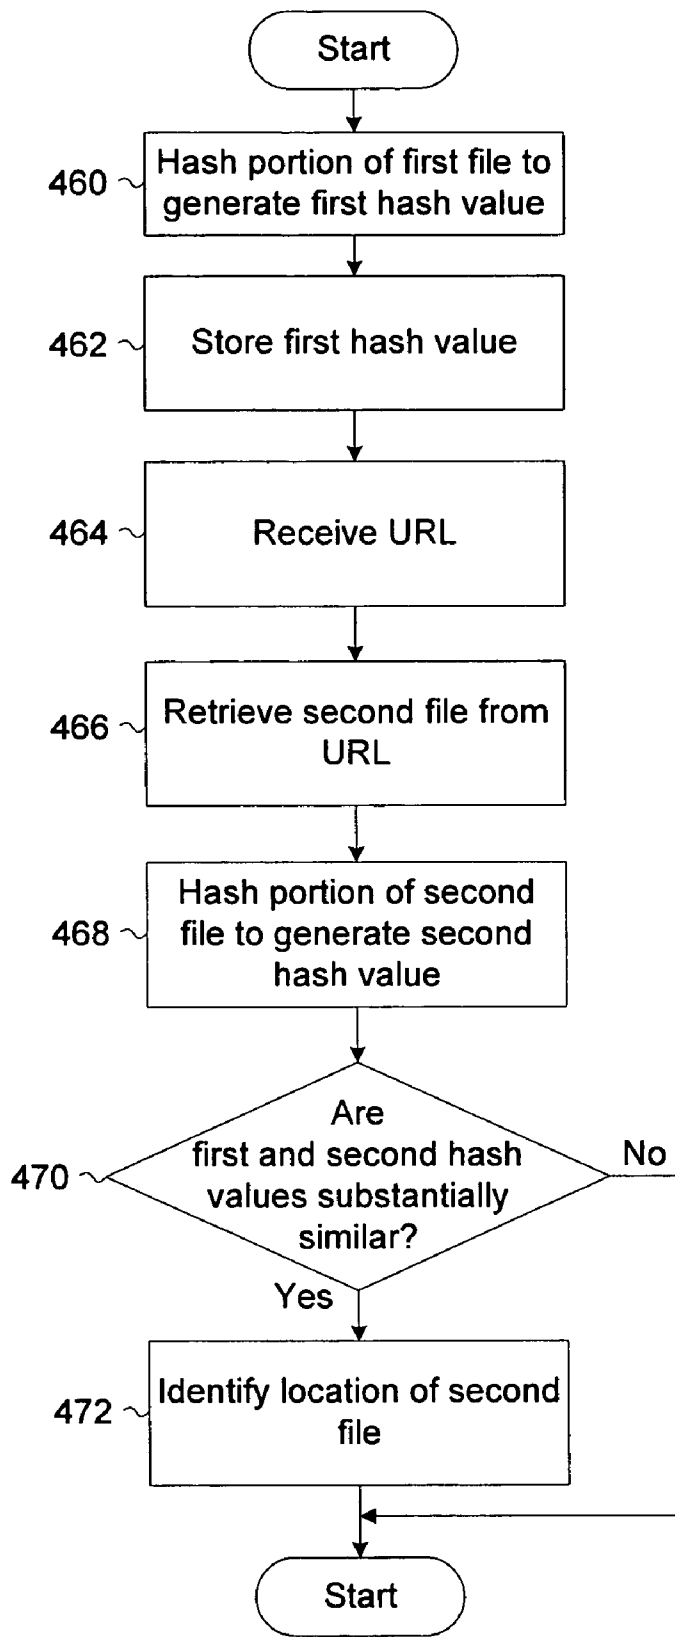 Start
460
Hash portion of first file to
generate first hash value
462
Store first hash value
464
Receive URL
466
Retrieve second file from
URL
468
Hash portion of second
file to generate second
hash value
470
Are
first and second hash
values substantially
similar?
No
Yes
472
Identify location of second
file
Start